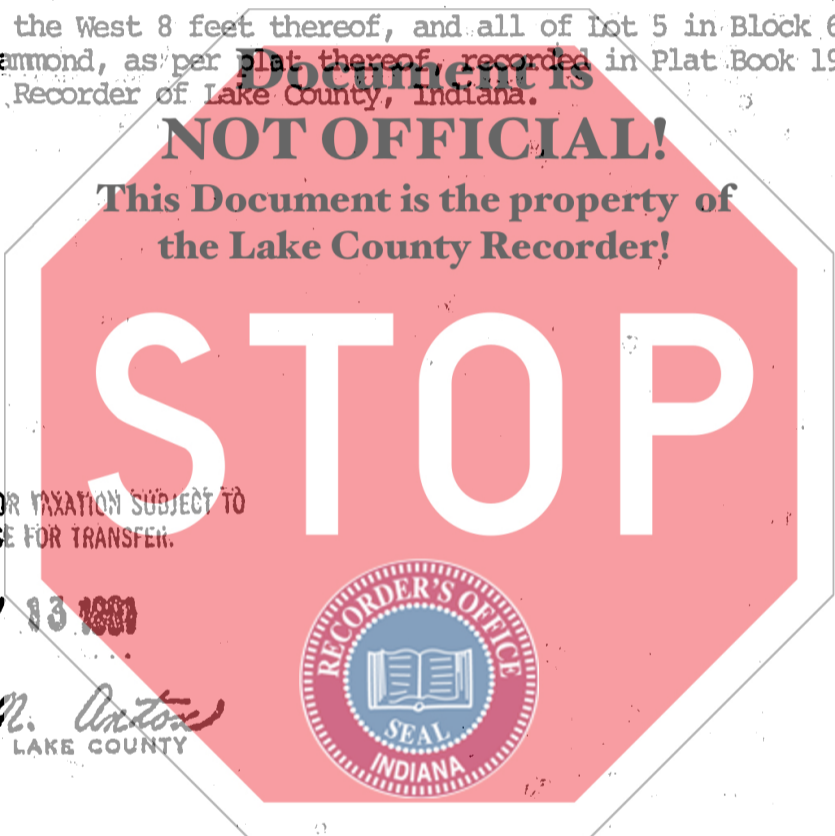 the West 8 feet thereof, and all of Lot 5 in Block 6
ammond, as per plat thereof, recorded in Plat Book 19
Recorder of Lake County, Indiana.
Document is
NOT OFFICIAL!
This Document is the property of
the Lake County Recorder!
STOP
OR TAXATION SUBJECT TO
E FOR TRANSFER.
13
LAKE COUNTY
RECORDER'S OFFICE
SEAL
INDIANA